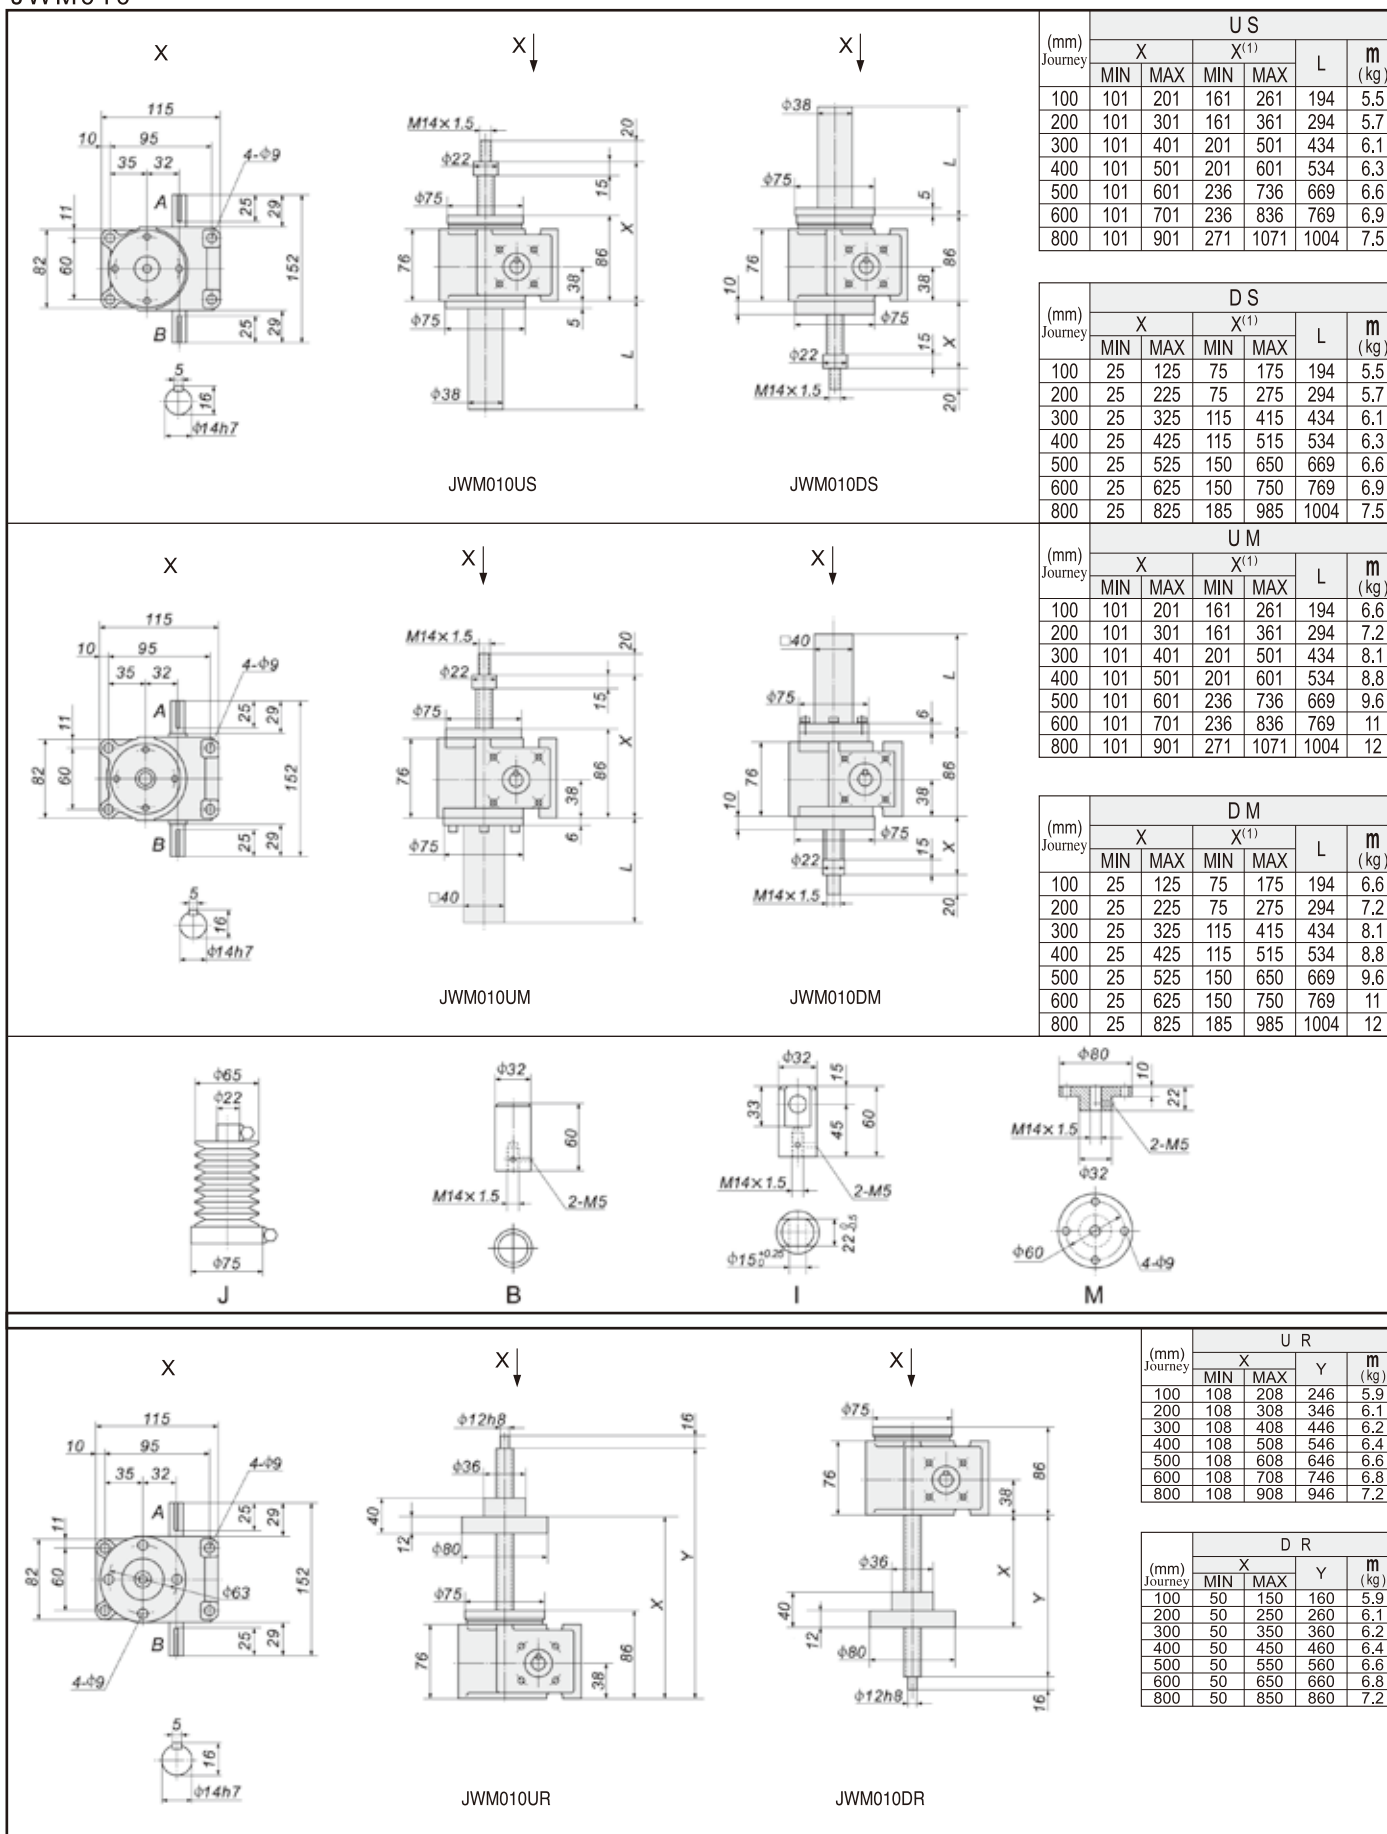 X
115
10 95
35 32
4-ϕ9
A
25
29
11
82
60
152
B
25
29
5
16
ϕ14h7
X
M14×1.5
20
ϕ22
15
ϕ75
X
76
86
38
ϕ75
5
L
ϕ38
JWM010US
X
ϕ38
L
ϕ75
5
76
86
38
10
ϕ75
15
X
ϕ22
M14×1.5
20
JWM010DS
(mm) Journey US
X X(1) L m (kg)
MIN MAX MIN MAX
100 101 201 161 261 194 5.5
200 101 301 161 361 294 5.7
300 101 401 201 501 434 6.1
400 101 501 201 601 534 6.3
500 101 601 236 736 669 6.6
600 101 701 236 836 769 6.9
800 101 901 271 1071 1004 7.5
(mm) Journey DS
X X(1) L m (kg)
MIN MAX MIN MAX
100 25 125 75 175 194 5.5
200 25 225 75 275 294 5.7
300 25 325 115 415 434 6.1
400 25 425 115 515 534 6.3
500 25 525 150 650 669 6.6
600 25 625 150 750 769 6.9
800 25 825 185 985 1004 7.5
X
115
10 95
35 32
4-ϕ9
A
25
29
11
82
60
152
B
25
29
5
16
ϕ14h7
X
M14×1.5
20
ϕ22
15
ϕ75
X
76
86
38
ϕ75
6
L
□40
JWM010UM
X
□40
L
ϕ75
6
76
86
38
10
ϕ75
15
X
ϕ22
M14×1.5
20
JWM010DM
(mm) Journey UM
X X(1) L m (kg)
MIN MAX MIN MAX
100 101 201 161 261 194 6.6
200 101 301 161 361 294 7.2
300 101 401 201 501 434 8.1
400 101 501 201 601 534 8.8
500 101 601 236 736 669 9.6
600 101 701 236 836 769 11
800 101 901 271 1071 1004 12
(mm) Journey DM
X X(1) L m (kg)
MIN MAX MIN MAX
100 25 125 75 175 194 6.6
200 25 225 75 275 294 7.2
300 25 325 115 415 434 8.1
400 25 425 115 515 534 8.8
500 25 525 150 650 669 9.6
600 25 625 150 750 769 11
800 25 825 185 985 1004 12
ϕ65
ϕ22
ϕ75
J
ϕ32
60
M14×1.5
2-M5
B
ϕ32
15
33
45
60
M14×1.5
2-M5
22 0 -0.5
ϕ15 +0.25 0
I
ϕ80
10
22
M14×1.5
2-M5
ϕ32
ϕ60
4-ϕ9
M
X
115
10 95
35 32
4-ϕ9
A
25
29
11
82
60
ϕ63
152
B
25
29
4-ϕ9
5
16
ϕ14h7
X
ϕ12h8
16
ϕ36
40
12
ϕ80
Y
X
ϕ75
76
86
38
JWM010UR
X
ϕ75
76
86
38
ϕ36
X
Y
40
12
ϕ80
ϕ12h8
16
JWM010DR
(mm) Journey U R
X Y m (kg)
MIN MAX
100 108 208 246 5.9
200 108 308 346 6.1
300 108 408 446 6.2
400 108 508 546 6.4
500 108 608 646 6.6
600 108 708 746 6.8
800 108 908 946 7.2
(mm) Journey D R
X Y m (kg)
MIN MAX
100 50 150 160 5.9
200 50 250 260 6.1
300 50 350 360 6.2
400 50 450 460 6.4
500 50 550 560 6.6
600 50 650 660 6.8
800 50 850 860 7.2